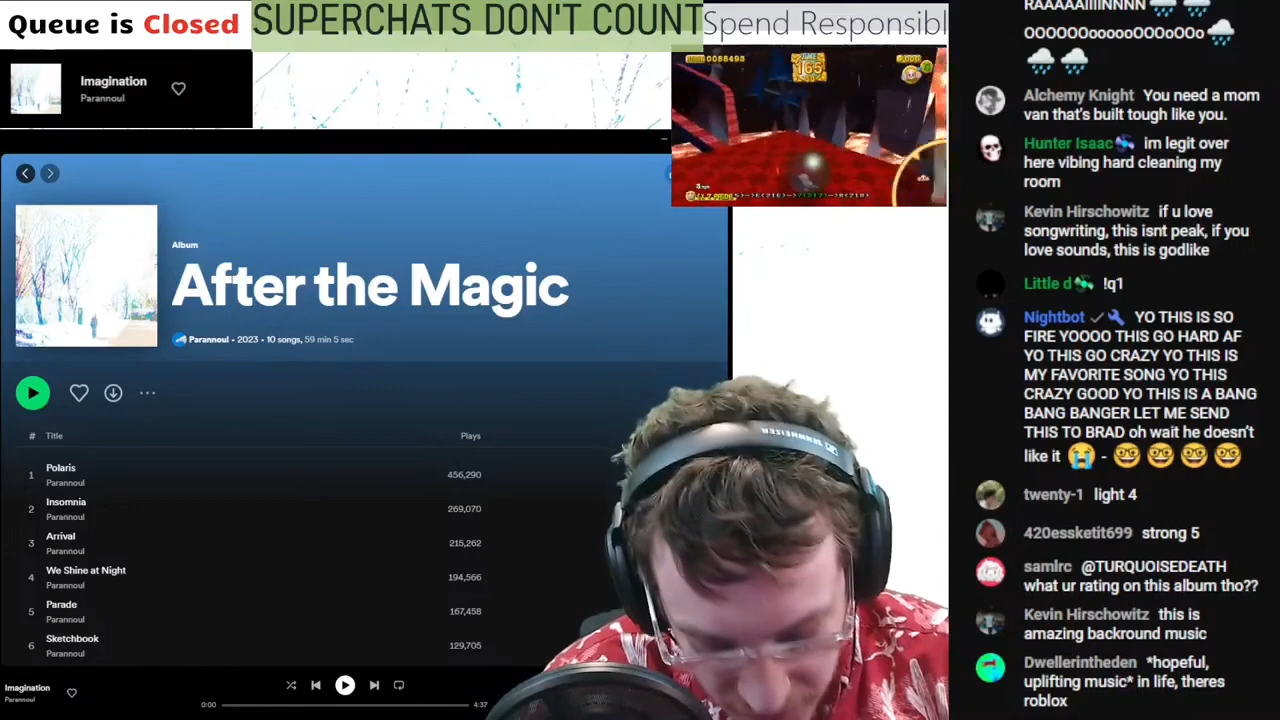 Queue is Closed
SUPERCHATS DON'T COUNT
Spend Responsibl
Imagination
Parannoul
165
Album
After the Magic
Parannoul • 2023 • 10 songs, 59 min 5 sec
# Title Plays
1 Polaris 456,290
Parannoul
2 Insomnia 269,070
Parannoul
3 Arrival 215,262
Parannoul
4 We Shine at Night 194,566
Parannoul
5 Parade 167,458
Parannoul
6 Sketchbook 129,705
Parannoul
Imagination
Parannoul
0:00 4:37
SENNHEISER
RAAAAIIIINNNN 🌧️ 🌧️
OOOOOOoooooOOOoOOo 🌧️
🌧️ 🌧️
Alchemy Knight You need a mom
van that's built tough like you.
Hunter Isaac im legit over
here vibing hard cleaning my
room
Kevin Hirschowitz if u love
songwriting, this isnt peak, if you
love sounds, this is godlike
Little d !q1
Nightbot YO THIS IS SO
FIRE YOOOO THIS GO HARD AF
YO THIS GO CRAZY YO THIS IS
MY FAVORITE SONG YO THIS
CRAZY GOOD YO THIS IS A BANG
BANG BANGER LET ME SEND
THIS TO BRAD oh wait he doesn't
like it 😭 - 🤓 🤓 🤓 🤓
twenty-1 light 4
420essketit699 strong 5
samlrc @TURQUOISEDEATH
what ur rating on this album tho??
Kevin Hirschowitz this is
amazing backround music
Dwellerintheden *hopeful,
uplifting music* in life, theres
roblox